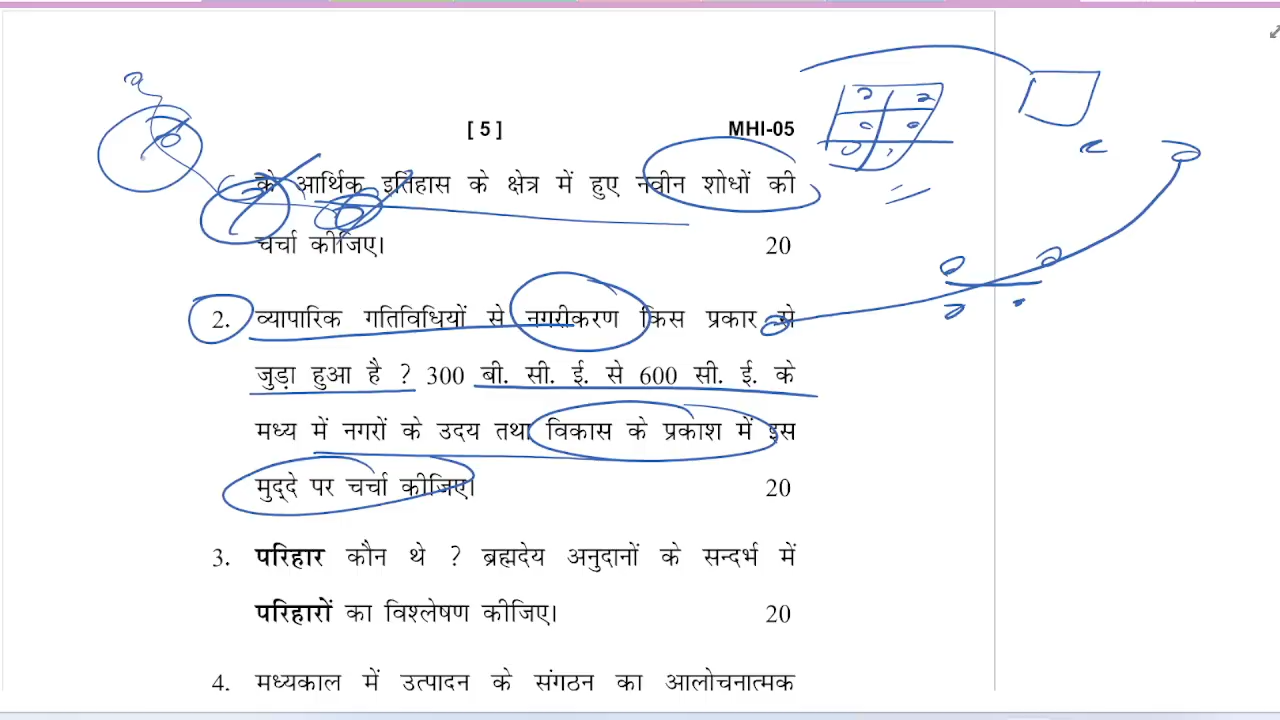 [ 5 ] MHI-05
के आर्थिक इतिहास के क्षेत्र में हुए नवीन शोधों की
चर्चा कीजिए। 20
2. व्यापारिक गतिविधियों से नगरीकरण किस प्रकार से
जुड़ा हुआ है ? 300 बी. सी. ई. से 600 सी. ई. के
मध्य में नगरों के उदय तथा विकास के प्रकाश में इस
मुद्दे पर चर्चा कीजिए। 20
3. परिहार कौन थे ? ब्रह्मदेय अनुदानों के सन्दर्भ में
परिहारों का विश्लेषण कीजिए। 20
4. मध्यकाल में उत्पादन के संगठन का आलोचनात्मक